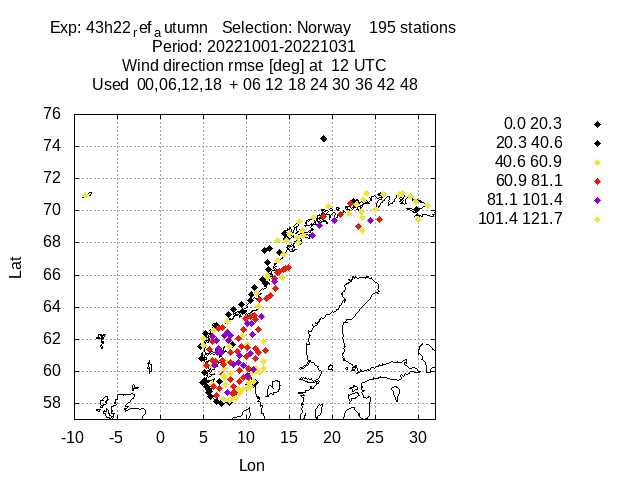 Exp: 43h22ref autumn Selection: Norway 195 stations
Period: 20221001-20221031
Wind direction rmse [deg] at 12 UTC
Used 00,06,12,18 + 06 12 18 24 30 36 42 48
0.0 20.3
20.3 40.6
40.6 60.9
60.9 81.1
81.1 101.4
101.4 121.7
76
74
72
70
68
66
64
62
60
58
Lat
-10 -5 0 5 10 15 20 25 30
Lon